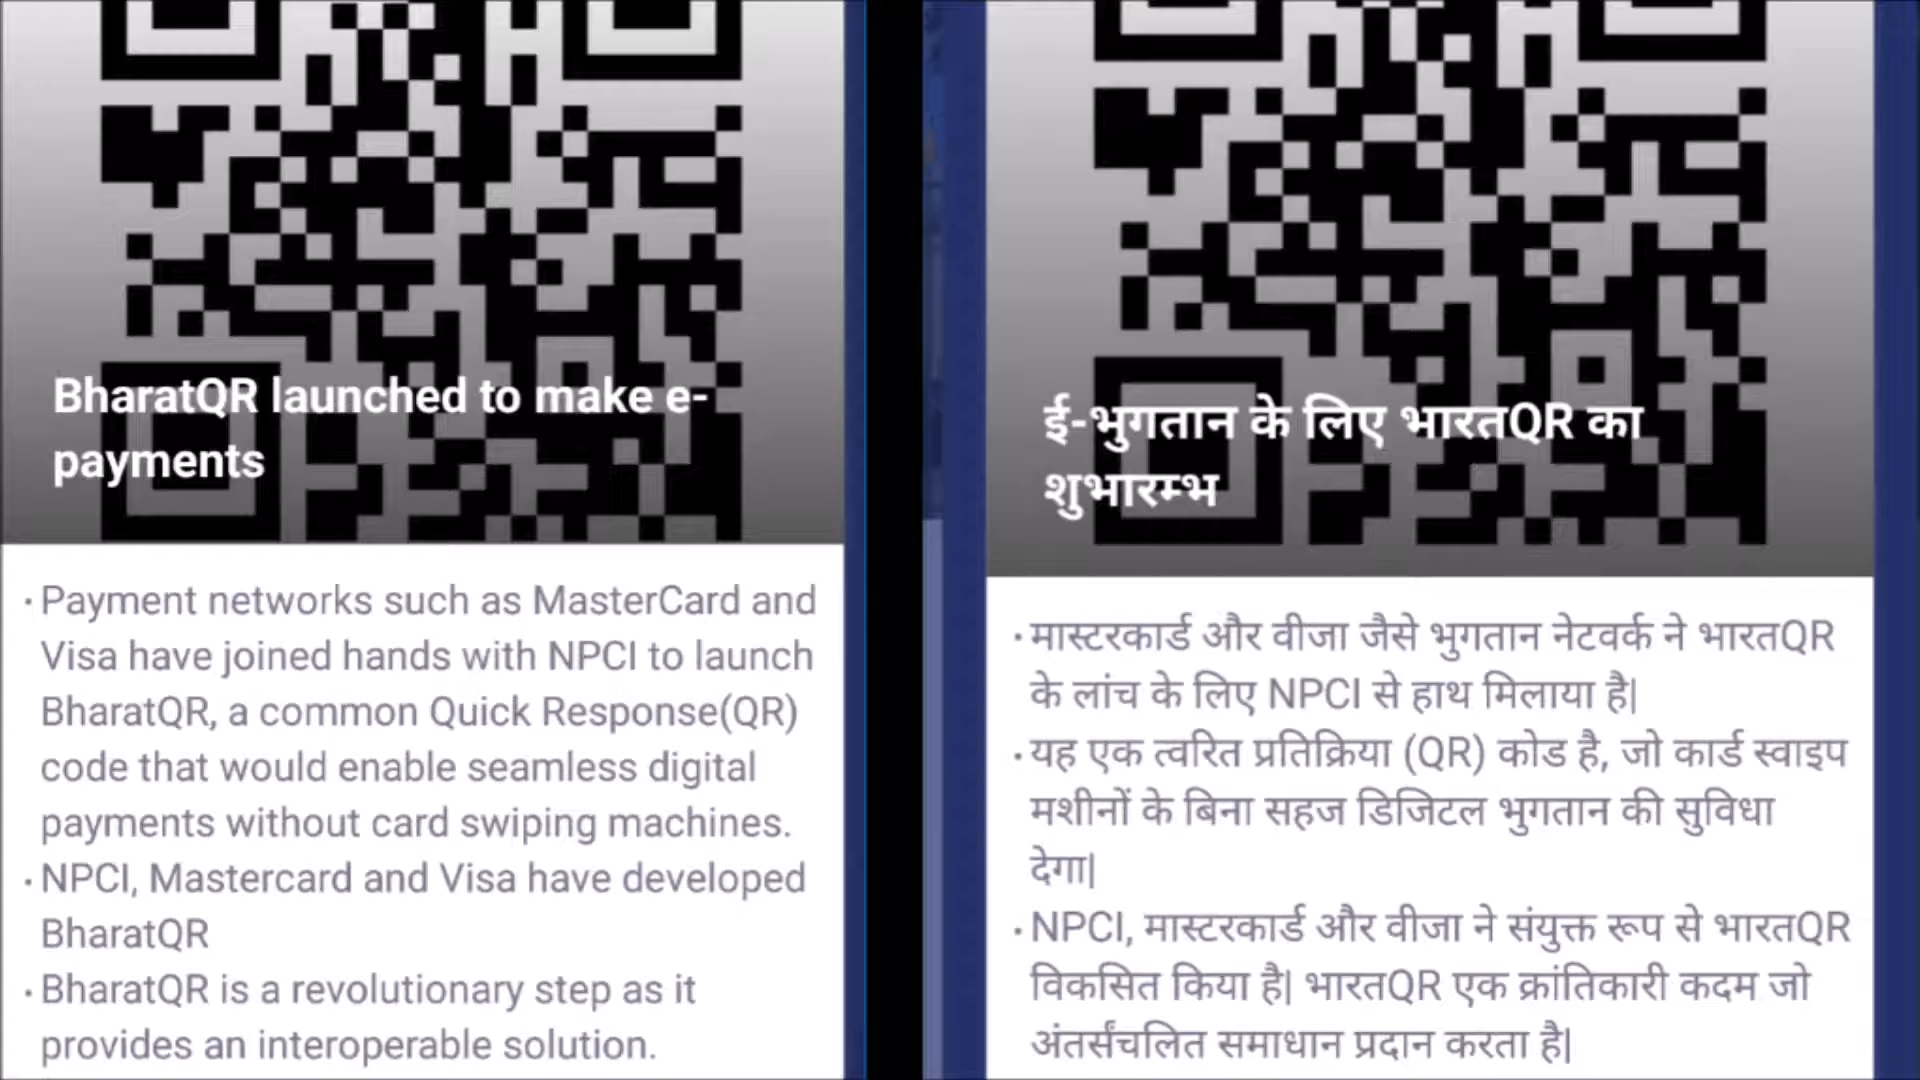 BharatQR launched to make e-
payments
· Payment networks such as MasterCard and
Visa have joined hands with NPCI to launch
BharatQR, a common Quick Response(QR)
code that would enable seamless digital
payments without card swiping machines.
· NPCI, Mastercard and Visa have developed
BharatQR
· BharatQR is a revolutionary step as it
provides an interoperable solution.
ई-भुगतान के लिए भारतQR का
शुभारम्भ
· मास्टरकार्ड और वीजा जैसे भुगतान नेटवर्क ने भारतQR
के लांच के लिए NPCI से हाथ मिलाया है|
· यह एक त्वरित प्रतिक्रिया (QR) कोड है, जो कार्ड स्वाइप
मशीनों के बिना सहज डिजिटल भुगतान की सुविधा
देगा|
· NPCI, मास्टरकार्ड और वीजा ने संयुक्त रूप से भारतQR
विकसित किया है| भारतQR एक क्रांतिकारी कदम जो
अंतर्संचलित समाधान प्रदान करता है|